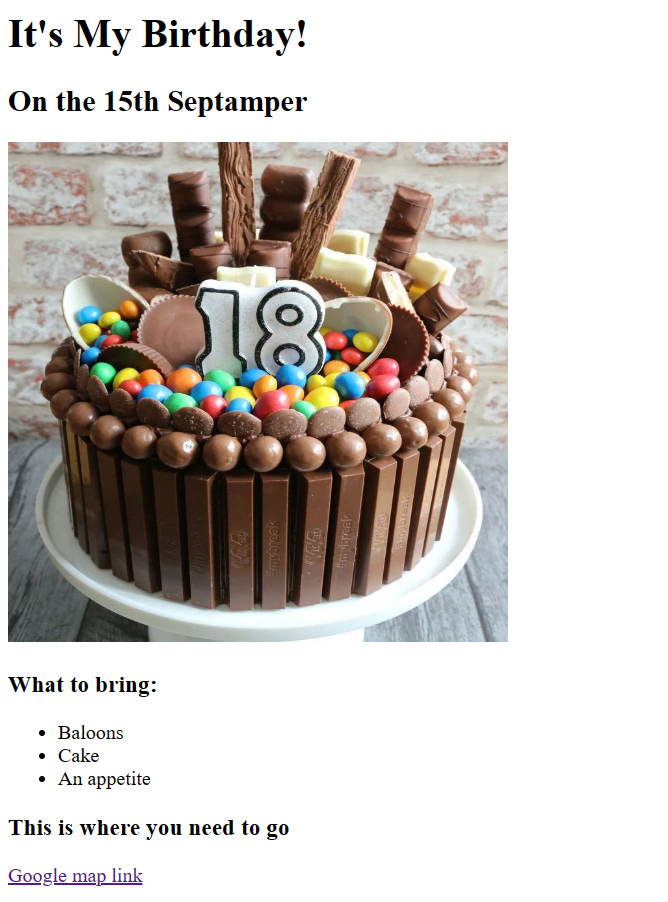 It's My Birthday!
On the 15th Septamper
18
What to bring:
Baloons
Cake
An appetite
This is where you need to go
Google map link